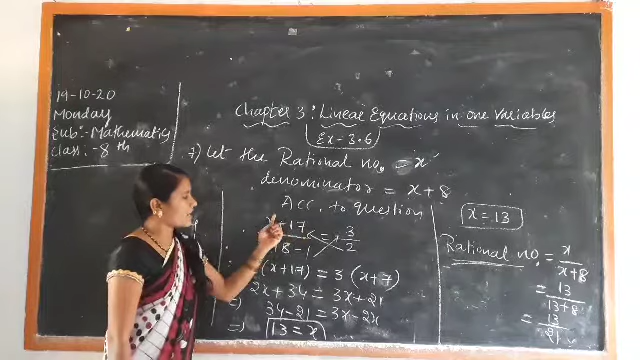 19-10-20
Monday
Sub:-Mathematics
Class:-8th
Chapter 3: Linear Equations in one Variables
Ex-3.6
7) Let the Rational no. = x
denominator = x+8
Acc. to question
+17 = 3
8-1 2
(x+17) = 3 (x+7)
2x+34 = 3x+21
34-21 = 3x-2x
=> 13 = x
x = 13
Rational no. = x
x+8
= 13
13+8
= 13
21